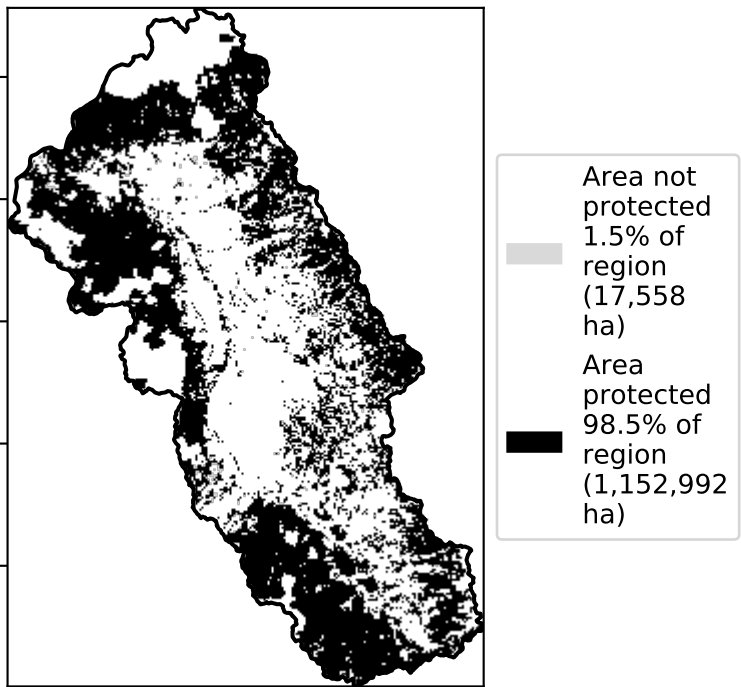 Area not
protected
1.5% of
region
(17,558
ha)
Area
protected
98.5% of
region
(1,152,992
ha)